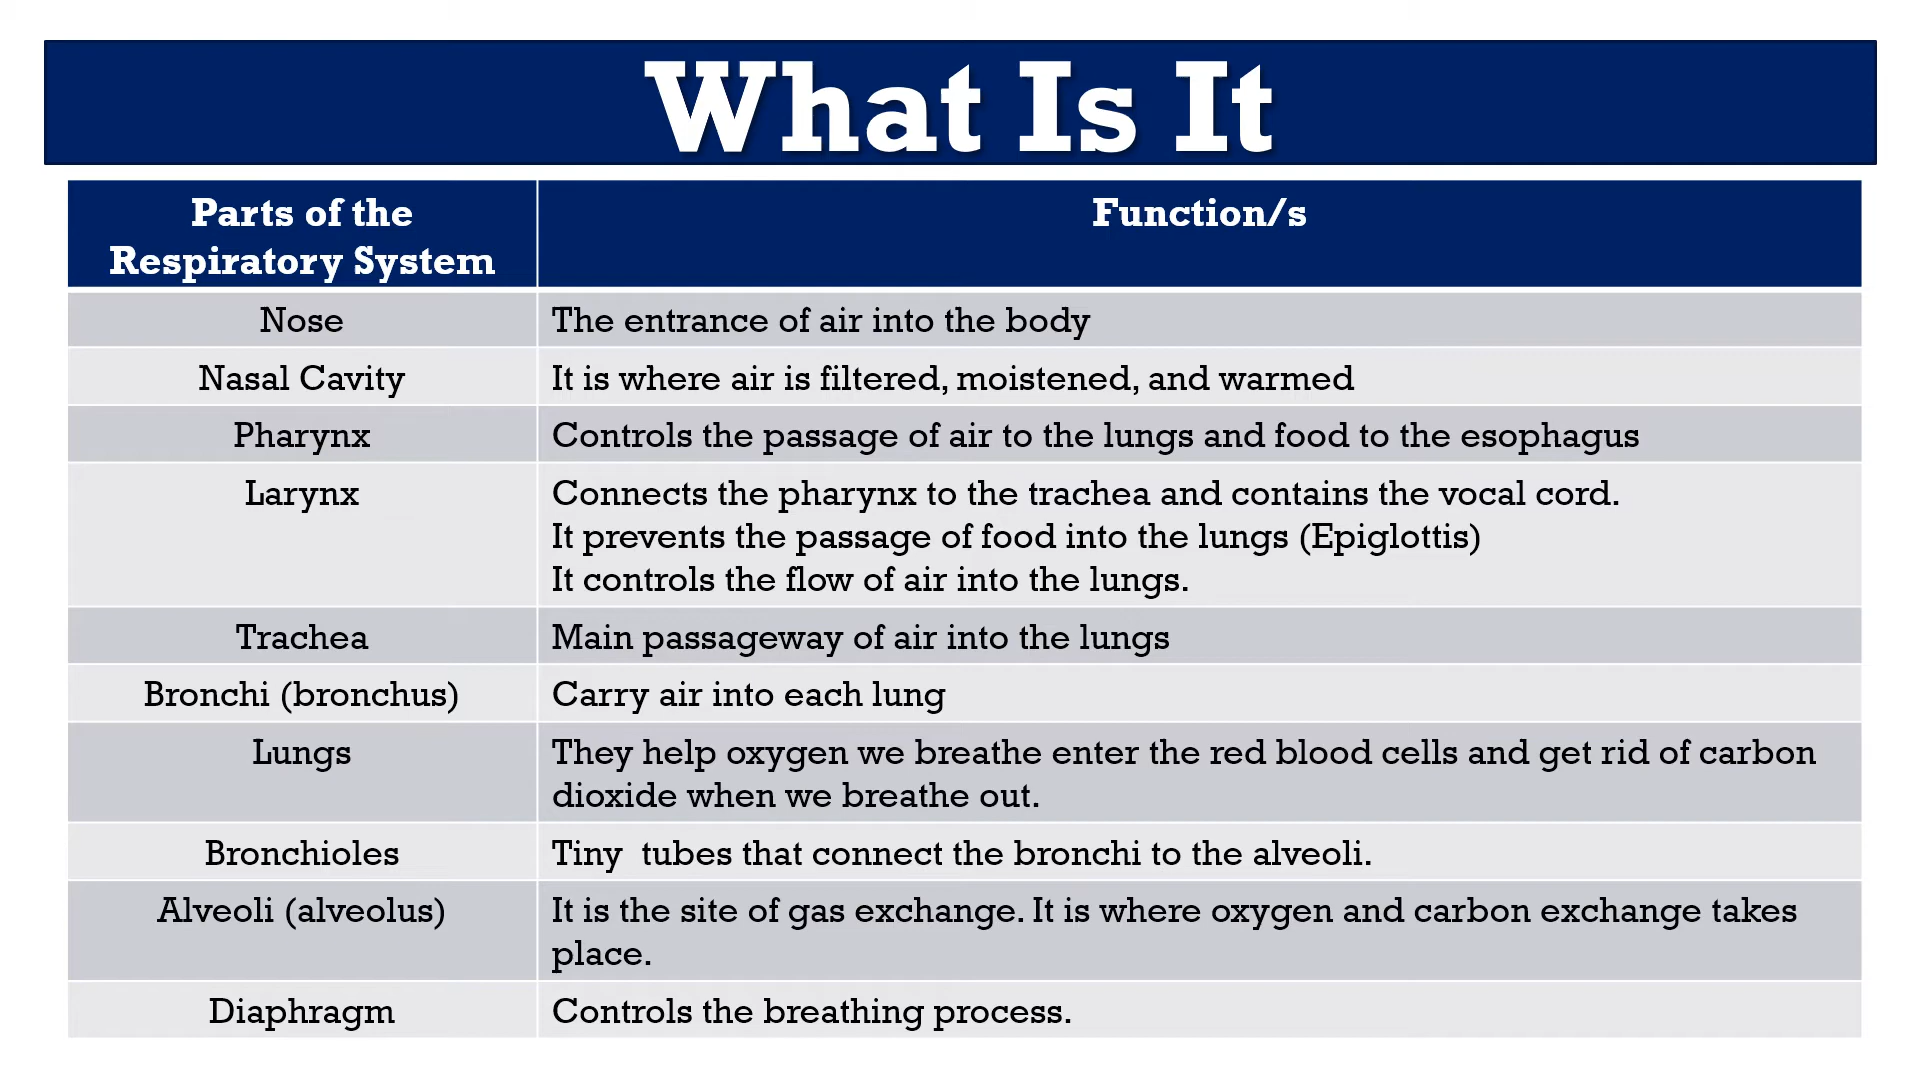 What Is It
Parts of the
Respiratory System
Function/s
Nose
The entrance of air into the body
Nasal Cavity
It is where air is filtered, moistened, and warmed
Pharynx
Controls the passage of air to the lungs and food to the esophagus
Larynx
Connects the pharynx to the trachea and contains the vocal cord.
It prevents the passage of food into the lungs (Epiglottis)
It controls the flow of air into the lungs.
Trachea
Main passageway of air into the lungs
Bronchi (bronchus)
Carry air into each lung
Lungs
They help oxygen we breathe enter the red blood cells and get rid of carbon
dioxide when we breathe out.
Bronchioles
Tiny  tubes that connect the bronchi to the alveoli.
Alveoli (alveolus)
It is the site of gas exchange. It is where oxygen and carbon exchange takes
place.
Diaphragm
Controls the breathing process.